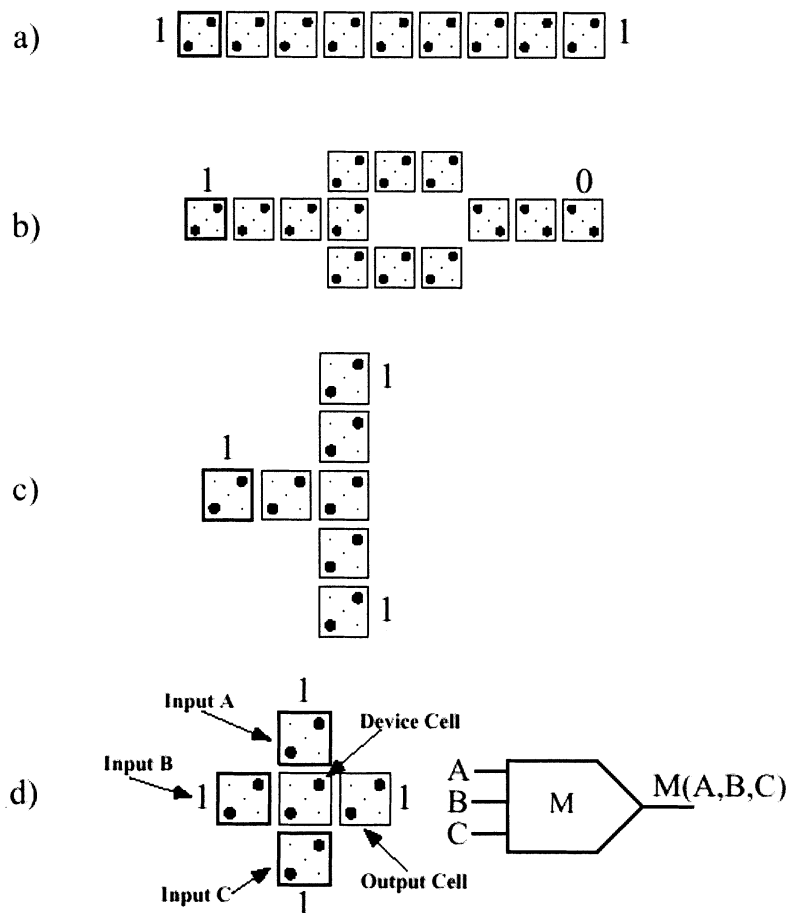 a) 1 1
b) 1 0
c) 1 1 1
d) Input A 1 Device Cell
Input B 1 1
Input C 1 Output Cell
A
B M M(A,B,C)
C